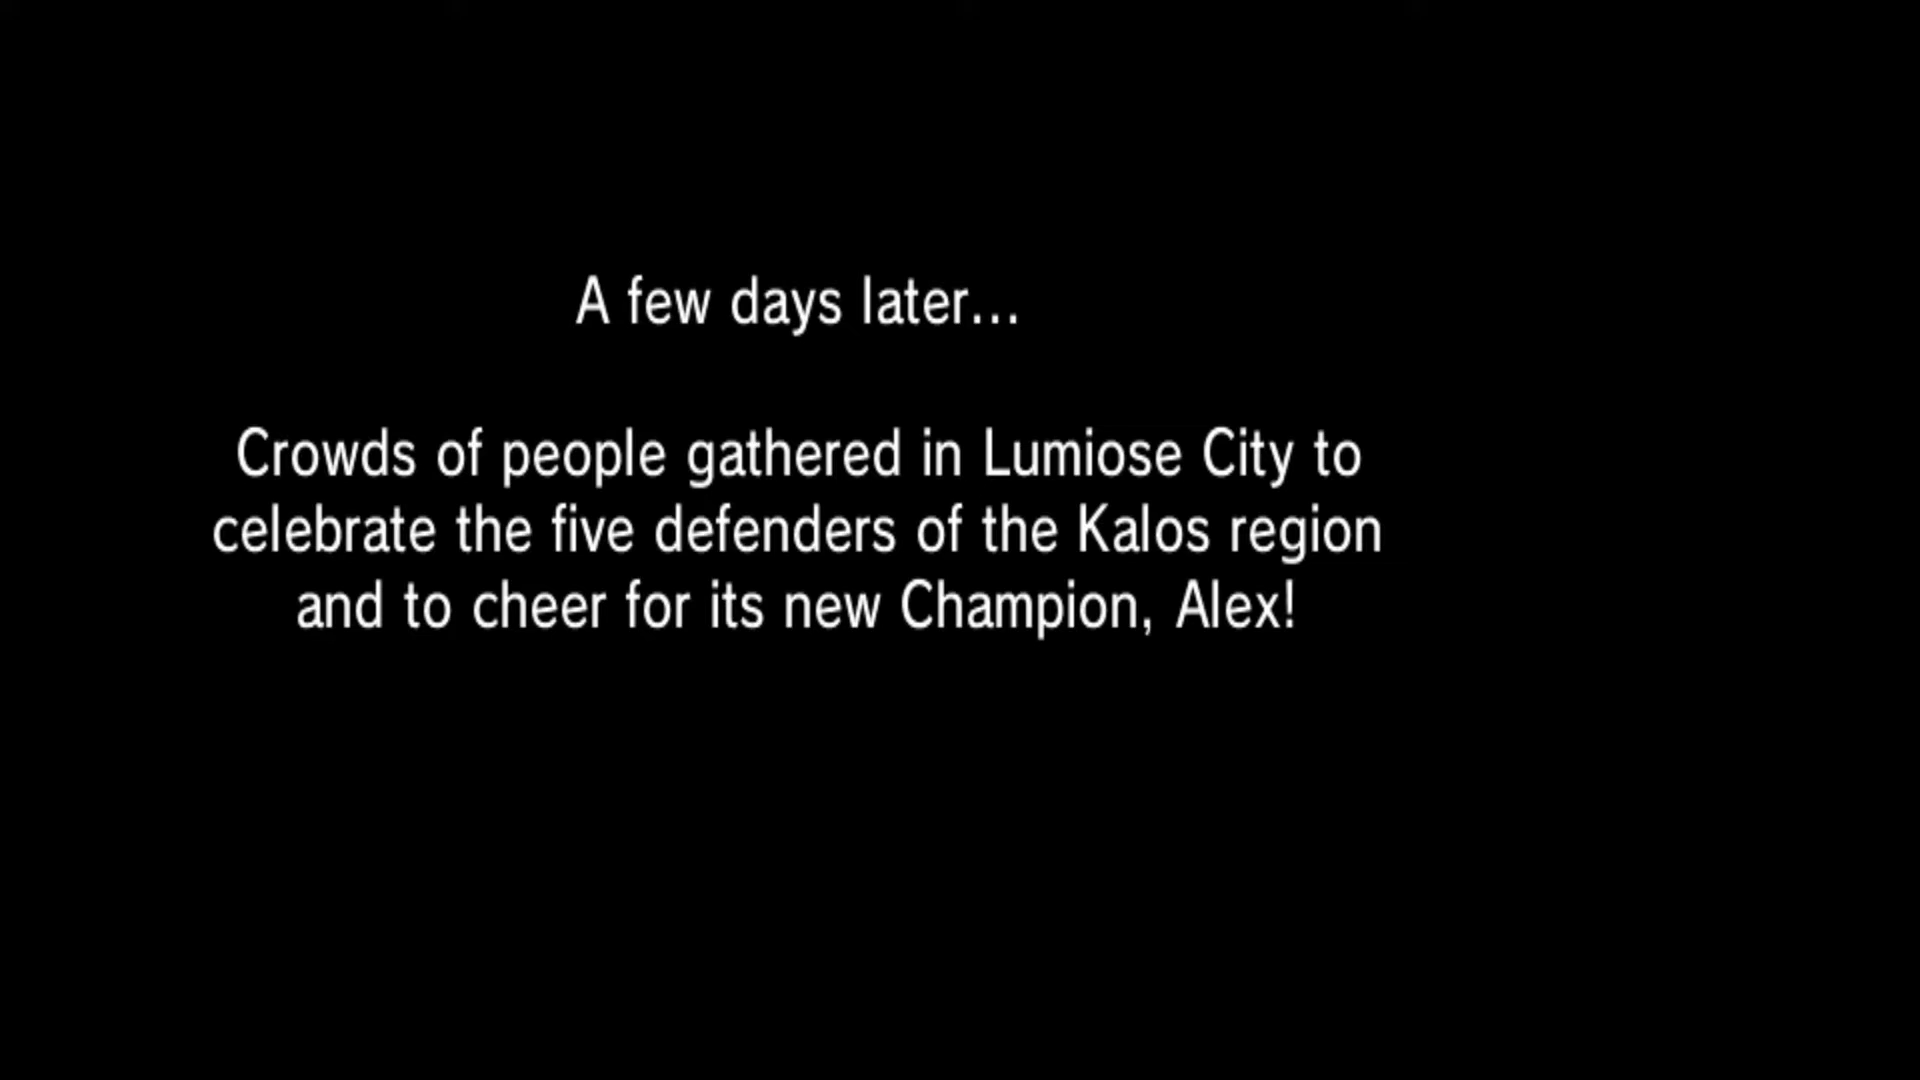 A few days later...
Crowds of people gathered in Lumiose City to
celebrate the five defenders of the Kalos region
and to cheer for its new Champion, Alex!